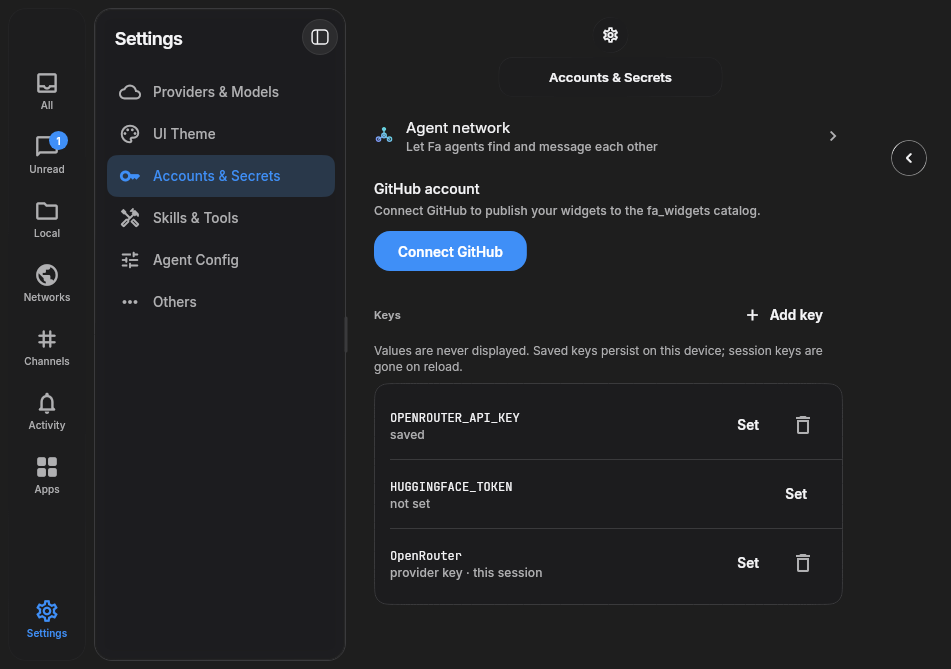 All
1
Unread
Local
Networks
Channels
Activity
Apps
Settings
Settings
Providers & Models
UI Theme
Accounts & Secrets
Skills & Tools
Agent Config
Others
Accounts & Secrets
Agent network
Let Fa agents find and message each other
GitHub account
Connect GitHub to publish your widgets to the fa_widgets catalog.
Connect GitHub
Keys
Add key
Values are never displayed. Saved keys persist on this device; session keys are
gone on reload.
OPENROUTER_API_KEY
saved
Set
HUGGINGFACE_TOKEN
not set
Set
OpenRouter
provider key · this session
Set